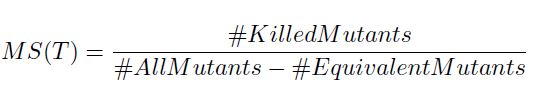 MS(T) = #KilledMutants / #AllMutants − #EquivalentMutants